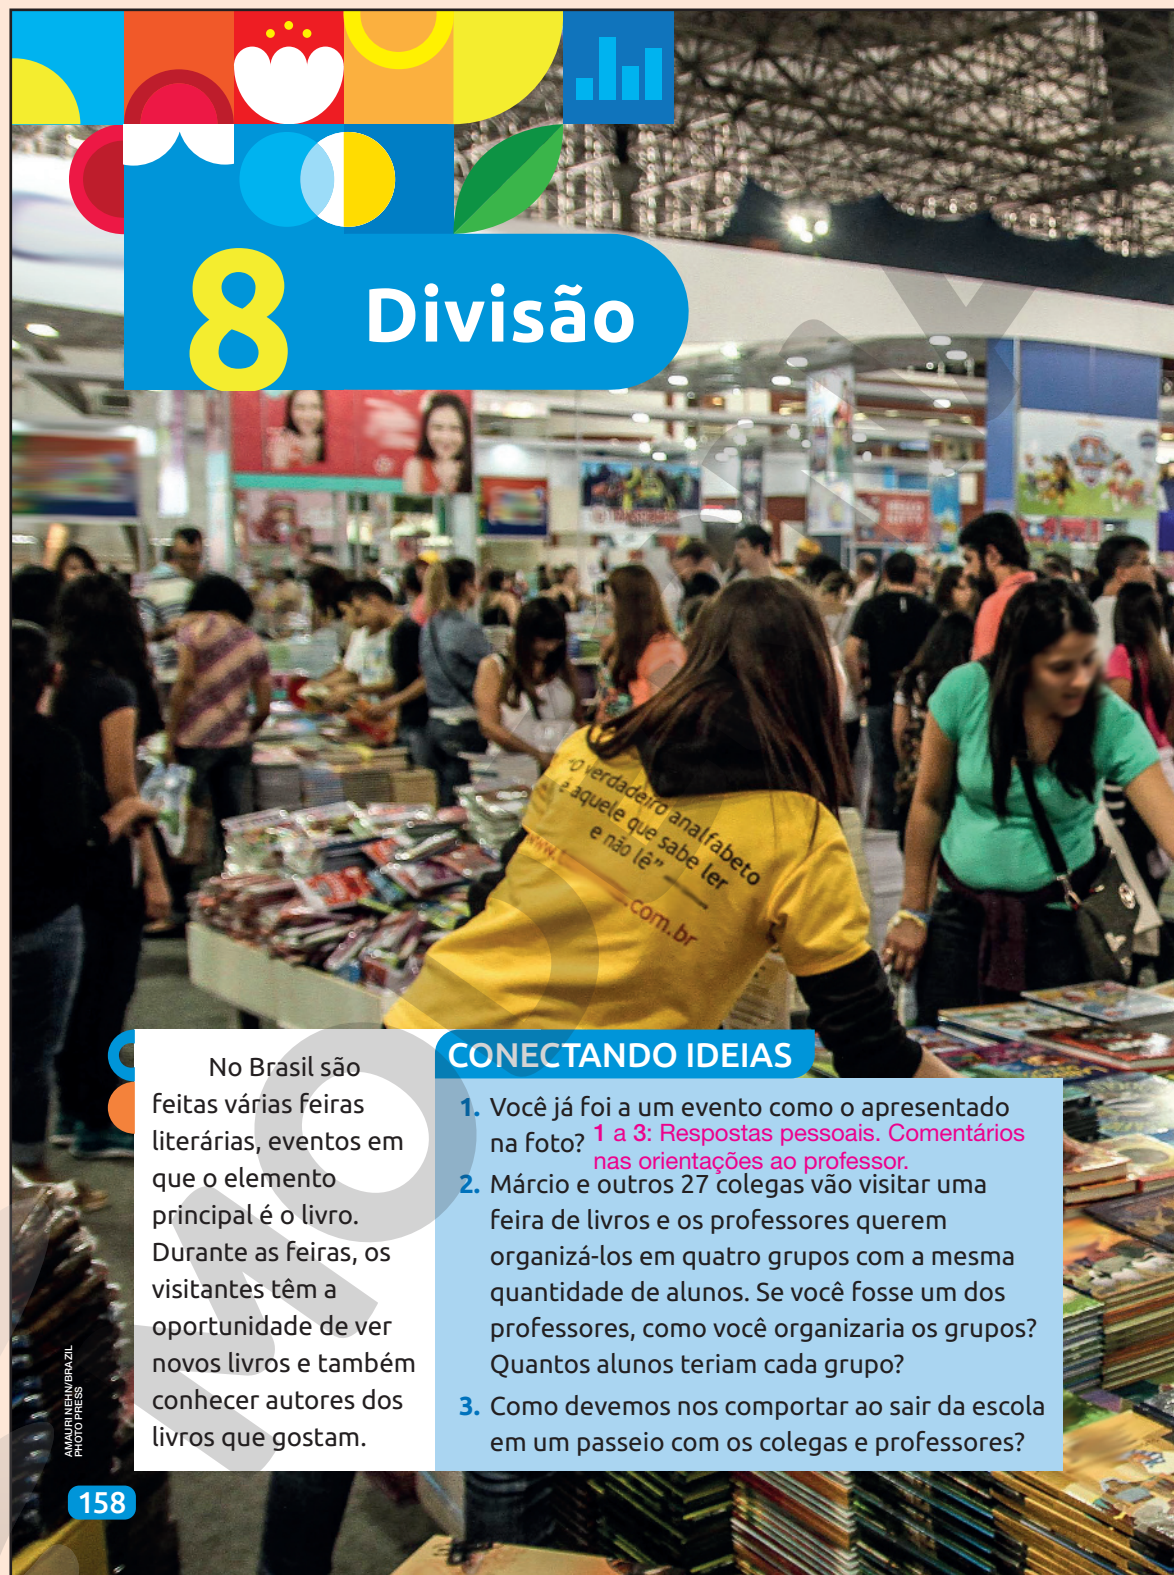 8 Divisão
"O verdadeiro analfabeto
é aquele que sabe ler
e não lê"
www.
.com.br
No Brasil são
feitas várias feiras
literárias, eventos em
que o elemento
principal é o livro.
Durante as feiras, os
visitantes têm a
oportunidade de ver
novos livros e também
conhecer autores dos
livros que gostam.
CONECTANDO IDEIAS
1. Você já foi a um evento como o apresentado
na foto? 1 a 3: Respostas pessoais. Comentários
nas orientações ao professor.
2. Márcio e outros 27 colegas vão visitar uma
feira de livros e os professores querem
organizá-los em quatro grupos com a mesma
quantidade de alunos. Se você fosse um dos
professores, como você organizaria os grupos?
Quantos alunos teriam cada grupo?
3. Como devemos nos comportar ao sair da escola
em um passeio com os colegas e professores?
AMAURI NEHN/BRAZIL
PHOTO PRESS
158